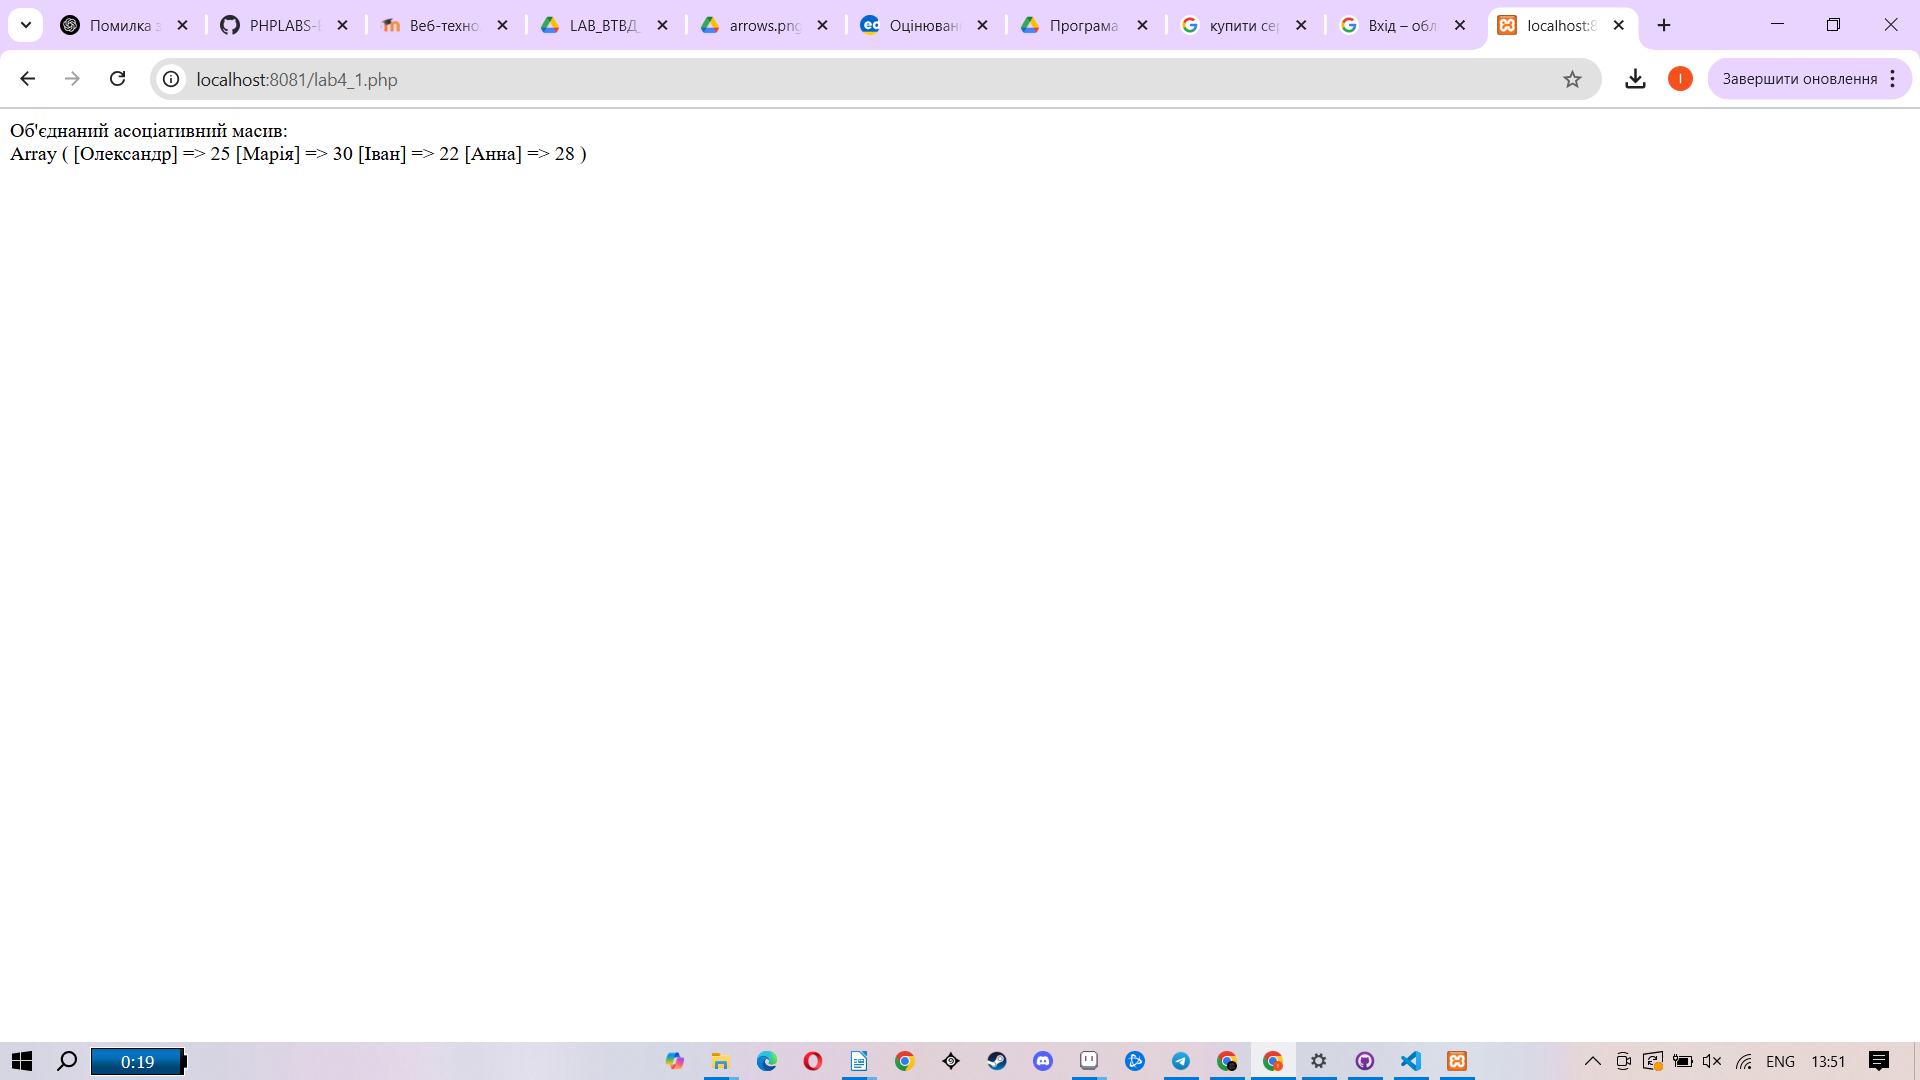 Помилка з
PHPLABS-
Веб-техно
LAB_ВТВД
arrows.png
Оцінюван
Програма
купити сер
Вхід – обл
localhost:8
localhost:8081/lab4_1.php
Завершити оновлення
Об'єднаний асоціативний масив:
Array ( [Олександр] => 25 [Марія] => 30 [Іван] => 22 [Анна] => 28 )
0:19
ENG
13:51